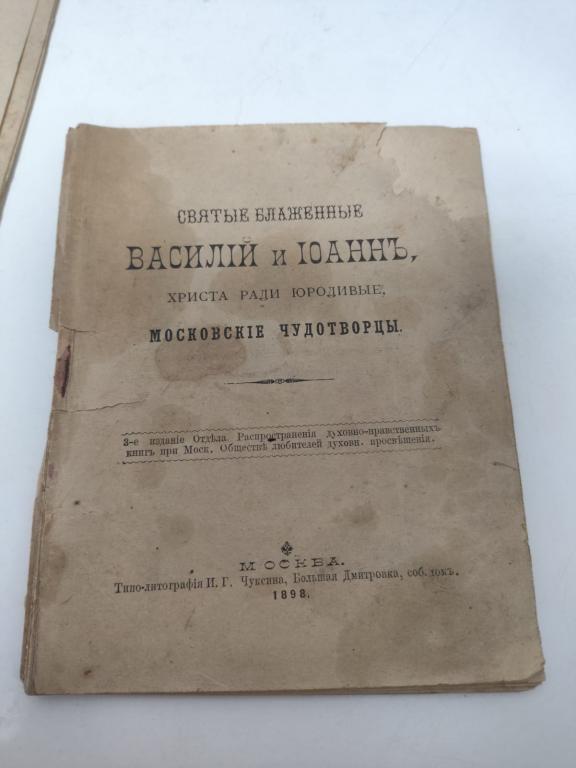 СВЯТЫЕ БЛАЖЕННЫЕ
ВАСИЛІЙ и ІОАННЪ,
ХРИСТА РАДИ ЮРОДИВЫЕ,
МОСКОВСКІЕ ЧУДОТВОРЦЫ.
3-е изданіе Отдѣла Распространенія духовно-нравственныхъ
книгъ при Моск. Обществѣ любителей духовн. просвѣщенія.
МОСКВА.
Типо-литографія И. Г. Чуксина, Большая Дмитровка, соб. домъ.
1898.